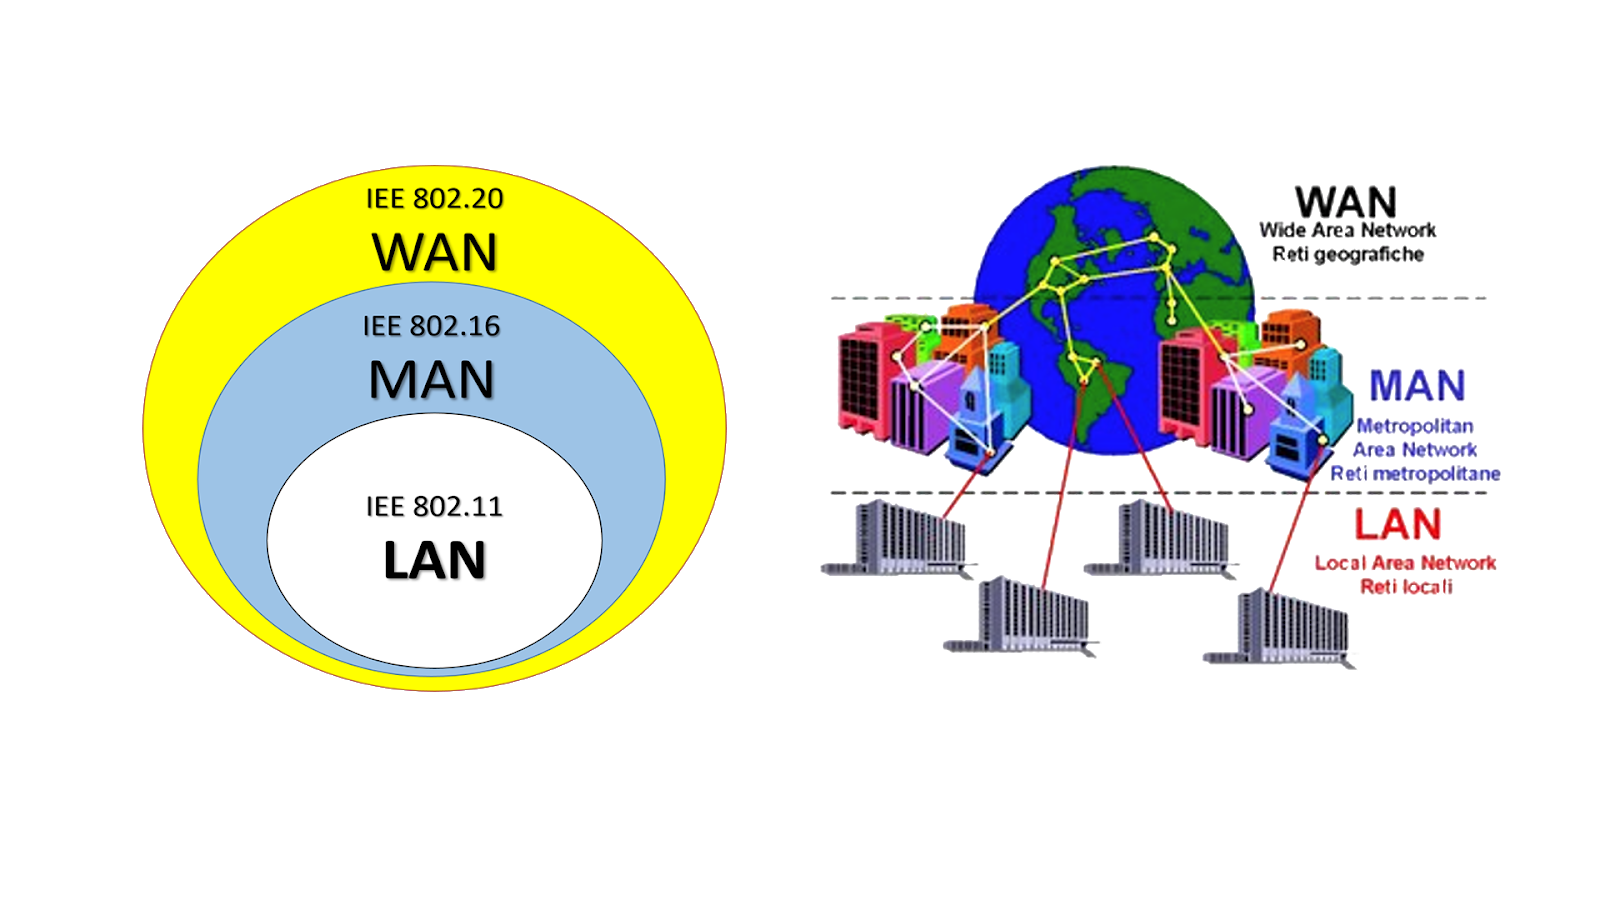 IEE 802.20
WAN
IEE 802.16
MAN
IEE 802.11
LAN
WAN
Wide Area Network
Reti geografiche
MAN
Metropolitan
Area Network
Reti metropolitane
LAN
Local Area Network
Reti locali